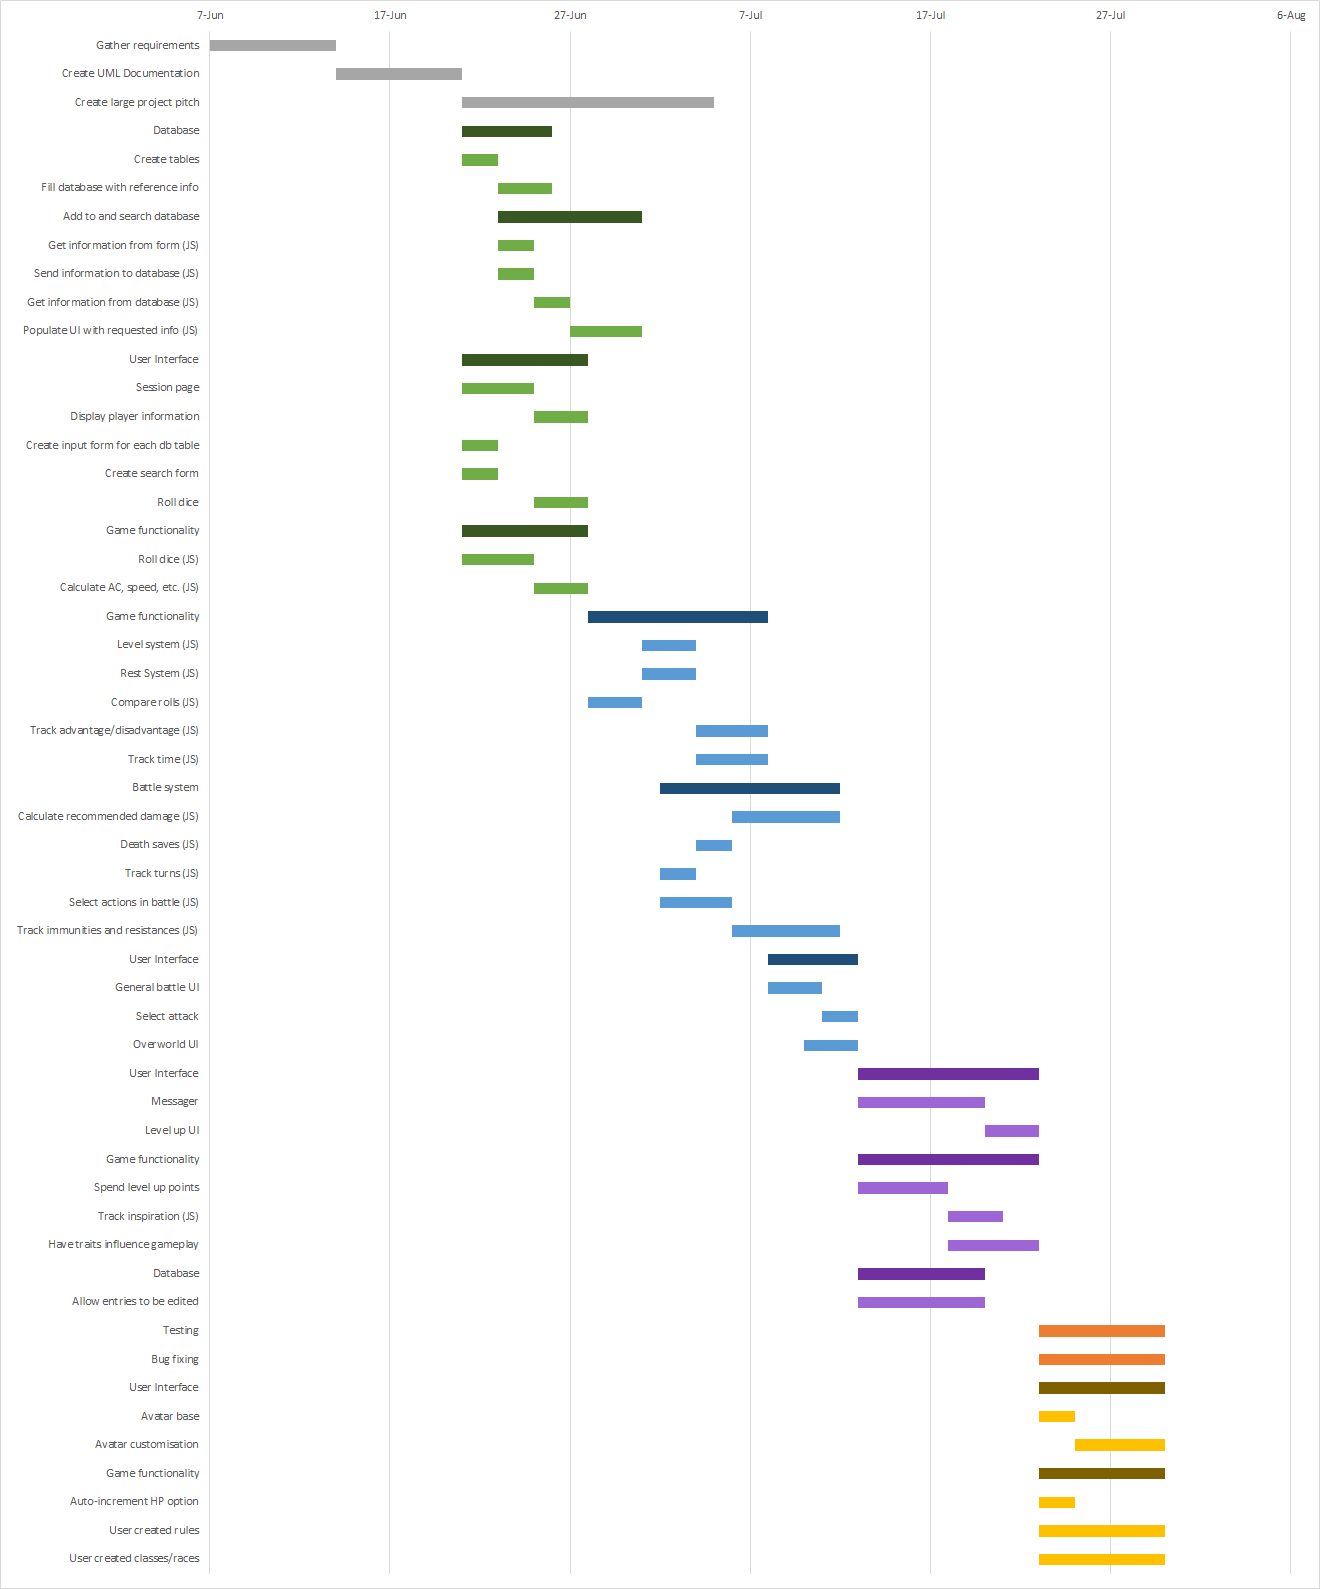 7-Jun 17-Jun 27-Jun 7-Jul 17-Jul 27-Jul 6-Aug
Gather requirements
Create UML Documentation
Create large project pitch
Database
Create tables
Fill database with reference info
Add to and search database
Get information from form (JS)
Send information to database (JS)
Get information from database (JS)
Populate UI with requested info (JS)
User Interface
Session page
Display player information
Create input form for each db table
Create search form
Roll dice
Game functionality
Roll dice (JS)
Calculate AC, speed, etc. (JS)
Game functionality
Level system (JS)
Rest System (JS)
Compare rolls (JS)
Track advantage/disadvantage (JS)
Track time (JS)
Battle system
Calculate recommended damage (JS)
Death saves (JS)
Track turns (JS)
Select actions in battle (JS)
Track immunities and resistances (JS)
User Interface
General battle UI
Select attack
Overworld UI
User Interface
Messager
Level up UI
Game functionality
Spend level up points
Track inspiration (JS)
Have traits influence gameplay
Database
Allow entries to be edited
Testing
Bug fixing
User Interface
Avatar base
Avatar customisation
Game functionality
Auto-increment HP option
User created rules
User created classes/races